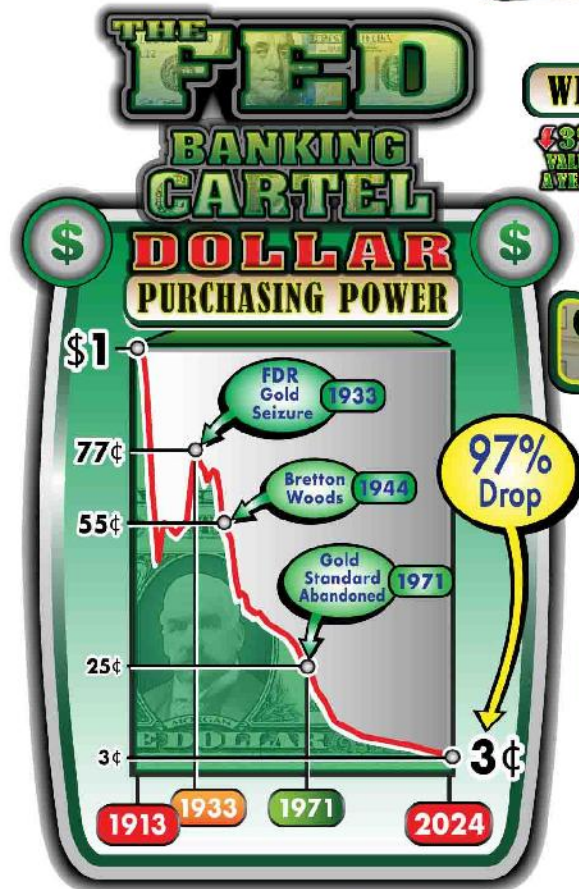 THE
FED
BANKING
CARTEL
DOLLAR
PURCHASING POWER
$ $
$1
FDR
Gold
Seizure
1933
77¢
97%
Drop
Bretton
Woods
1944
55¢
Gold
Standard
Abandoned
1971
25¢
MORGAN
3¢
3¢
1913 1933 1971 2024